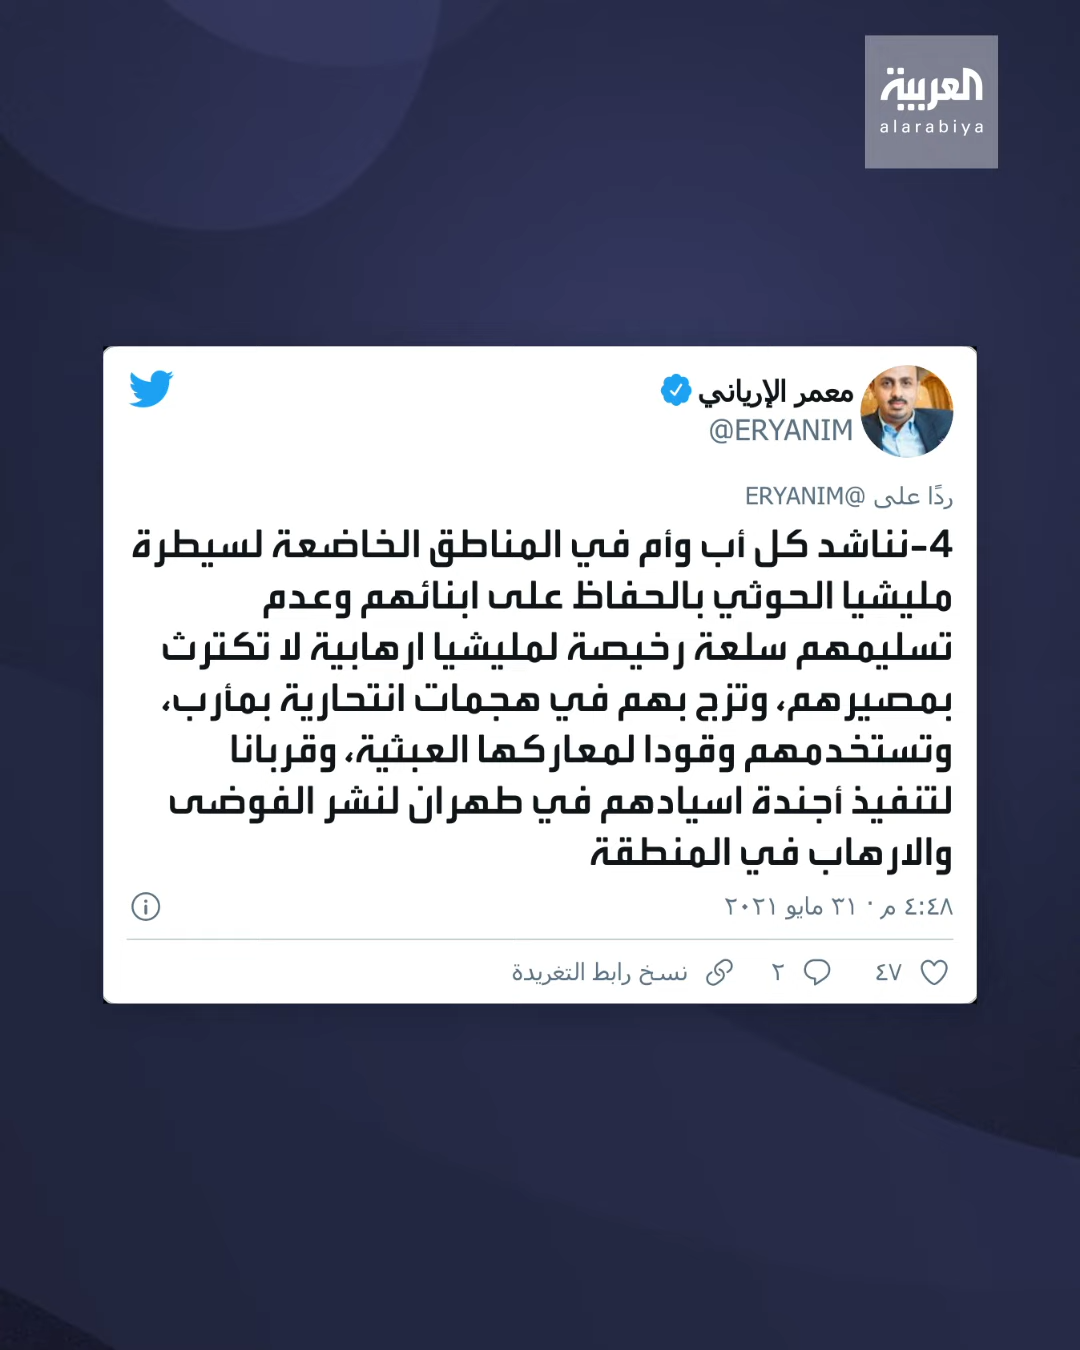 العربية
alarabiya
معمر الإرياني
@ERYANIM
ردًا على @ERYANIM
4-نناشد كل أب وأم في المناطق الخاضعة لسيطرة
مليشيا الحوثي بالحفاظ على ابنائهم وعدم
تسليمهم سلعة رخيصة لمليشيا ارهابية لا تكترث
بمصيرهم، وتزج بهم في هجمات انتحارية بمأرب،
وتستخدمهم وقودا لمعاركها العبثية، وقربانا
لتنفيذ أجندة اسيادهم في طهران لنشر الفوضى
والارهاب في المنطقة
٤:٤٨ م · ٣١ مايو ٢٠٢١
٤٧ ٢ نسخ رابط التغريدة